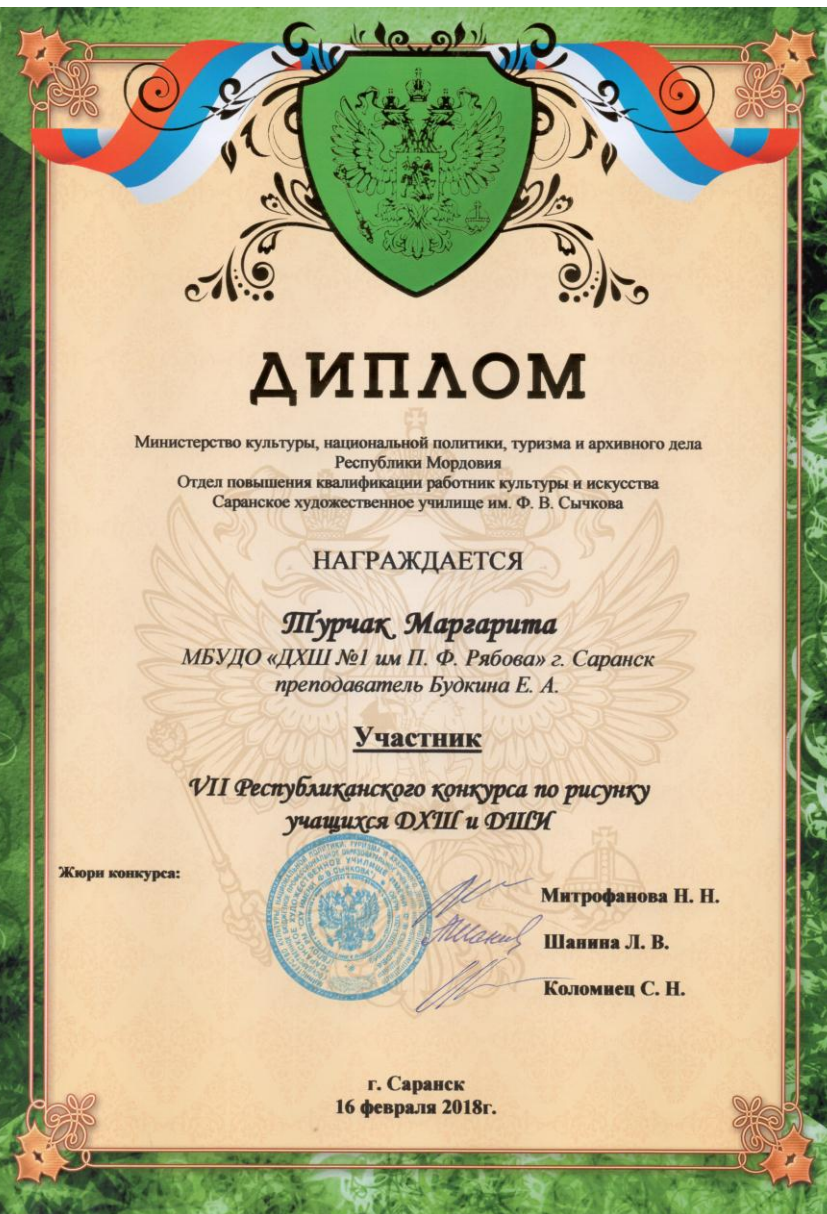 ДИПЛОМ
Министерство культуры, национальной политики, туризма и архивного дела
Республики Мордовия
Отдел повышения квалификации работник культуры и искусства
Саранское художественное училище им. Ф. В. Сычкова
НАГРАЖДАЕТСЯ
Турчак Маргарита
МБУДО «ДХШ №1 им П. Ф. Рябова» г. Саранск
преподаватель Будкина Е. А.
Участник
VII Республиканского конкурса по рисунку
учащихся ДХШ и ДШИ
Жюри конкурса:
Митрофанова Н. Н.
Шанина Л. В.
Коломиец С. Н.
г. Саранск
16 февраля 2018г.